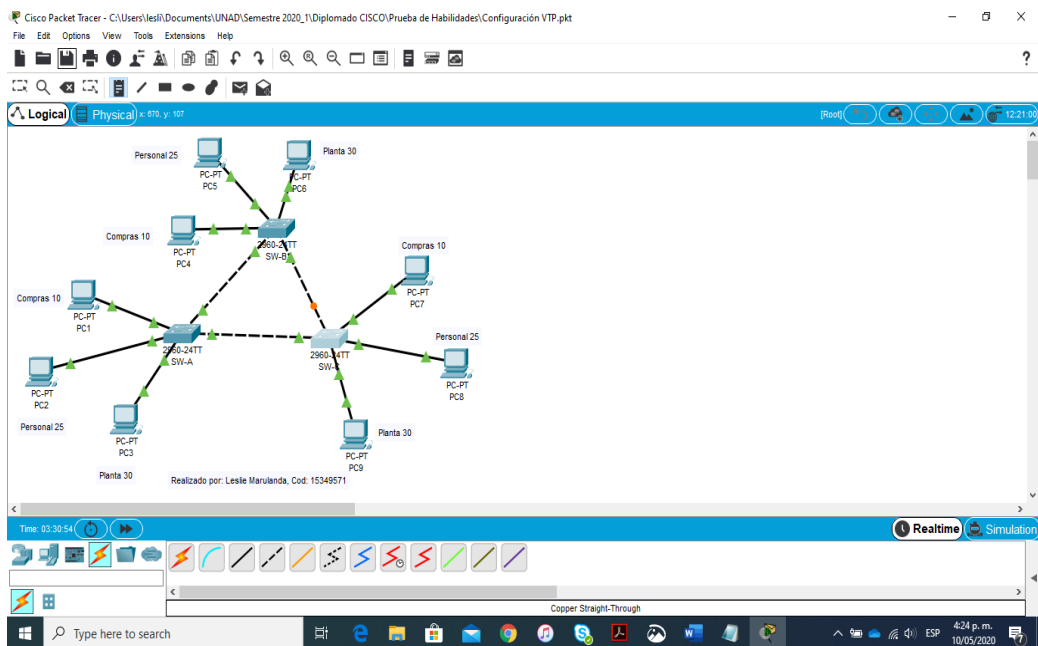 Cisco Packet Tracer - C:\Users\lesli\Documents\UNAD\Semestre 2020_1\Diplomado CISCO\Prueba de Habilidades\Configuración VTP.pkt
File Edit Options View Tools Extensions Help
?
Logical Physical x: 670, y: 107 [Root] 12:21:00
Personal 25
PC-PT
PC5
Planta 30
PC-PT
PC6
Compras 10
PC-PT
PC4
2960-24TT
SW-B
Compras 10
PC-PT
PC7
Compras 10
PC-PT
PC1
2960-24TT
SW-A
2960-24TT
Personal 25
PC-PT
PC8
PC-PT
PC2
Personal 25
PC-PT
PC3
Planta 30
Planta 30
PC-PT
PC9
Realizado por: Leslie Marulanda, Cod: 15349571
Time: 03:30:54 Realtime Simulation
Copper Straight-Through
Type here to search
ESP
4:24 p. m.
10/05/2020